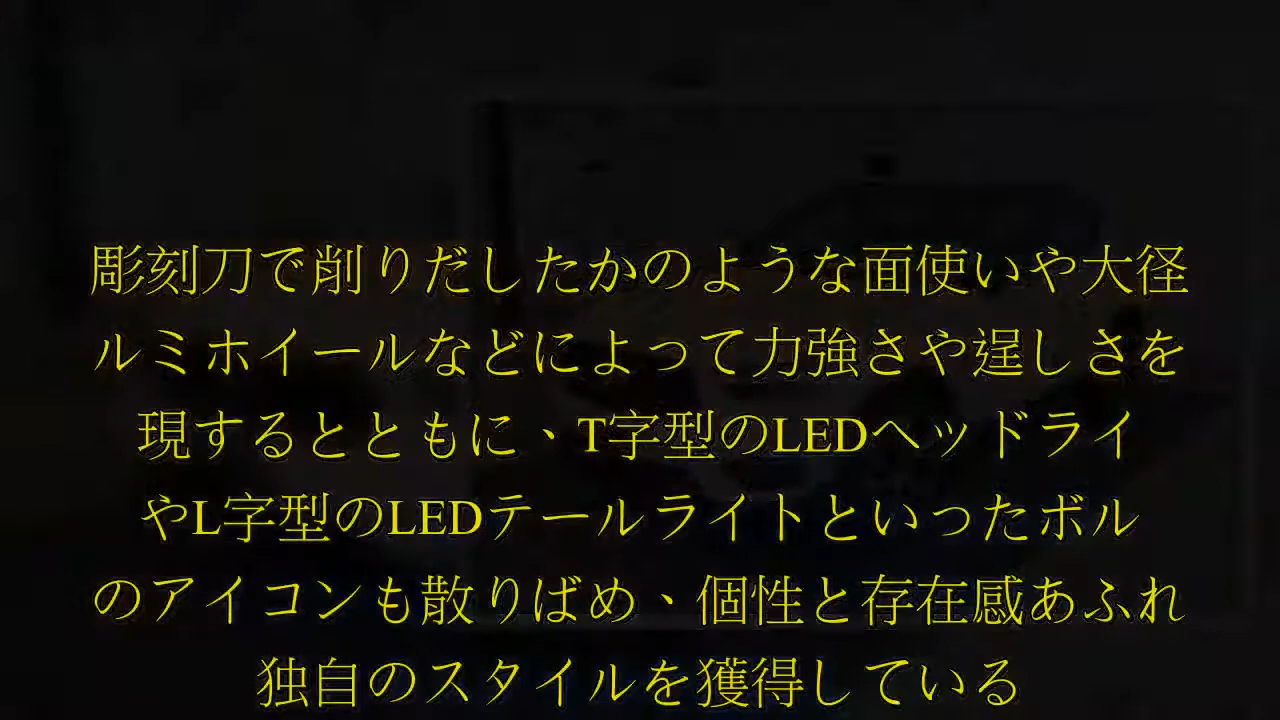 彫刻刀で削りだしたかのような面使いや大径
ルミホイールなどによって力強さや逞しさを
現するとともに、T字型のLEDヘッドライ
やL字型のLEDテールライトといったボル
のアイコンも散りばめ、個性と存在感あふれ
独自のスタイルを獲得している